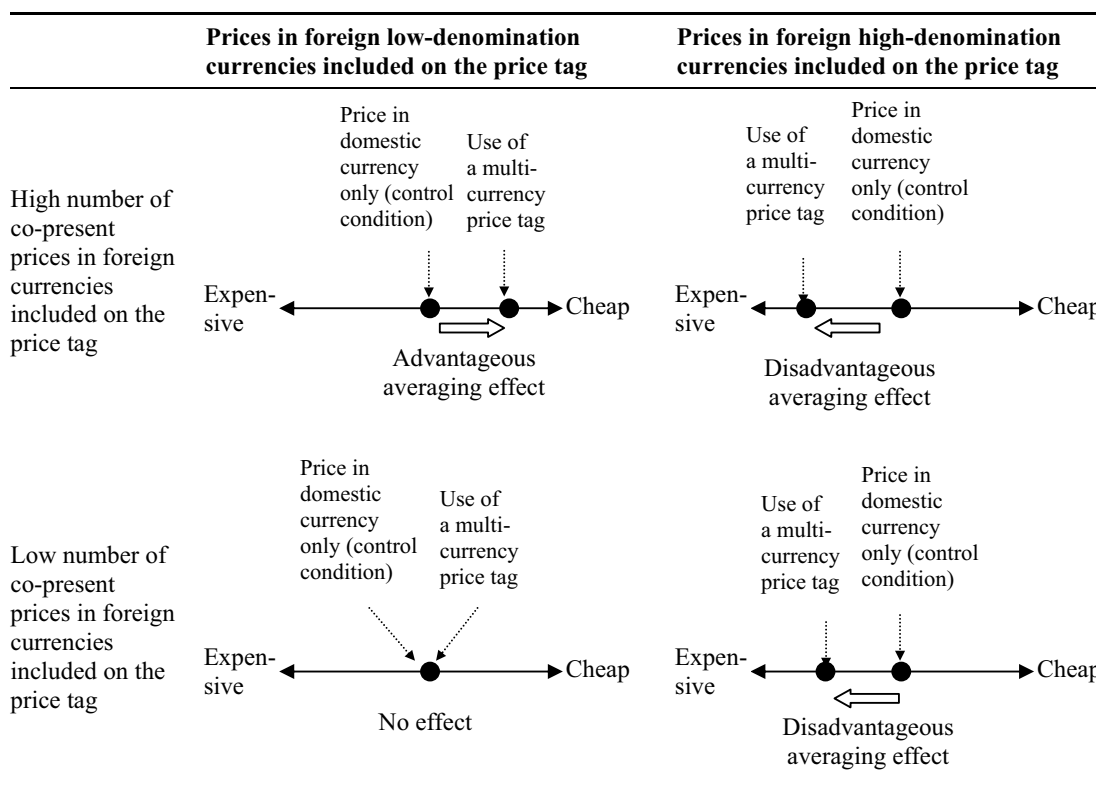 Prices in foreign low-denomination
currencies included on the price tag
Prices in foreign high-denomination
currencies included on the price tag
High number of
co-present
prices in foreign
currencies
included on the
price tag
Price in
domestic
currency
only (control
condition)
Use of
a multi-
currency
price tag
Expen-
sive
Cheap
Advantageous
averaging effect
Use of
a multi-
currency
price tag
Price in
domestic
currency
only (control
condition)
Expen-
sive
Cheap
Disadvantageous
averaging effect
Low number of
co-present
prices in foreign
currencies
included on the
price tag
Price in
domestic
currency
only (control
condition)
Use of
a multi-
currency
price tag
Expen-
sive
Cheap
No effect
Use of
a multi-
currency
price tag
Price in
domestic
currency
only (control
condition)
Expen-
sive
Cheap
Disadvantageous
averaging effect